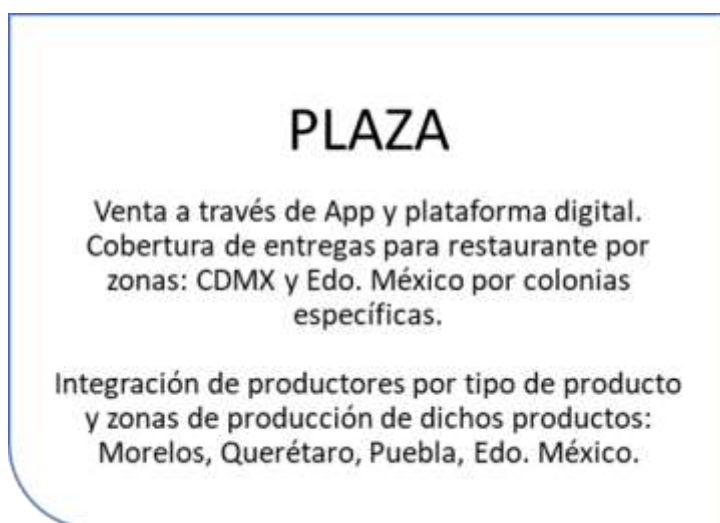 PLAZA
Venta a través de App y plataforma digital.
Cobertura de entregas para restaurante por
zonas: CDMX y Edo. México por colonias
específicas.
Integración de productores por tipo de producto
y zonas de producción de dichos productos:
Morelos, Querétaro, Puebla, Edo. México.